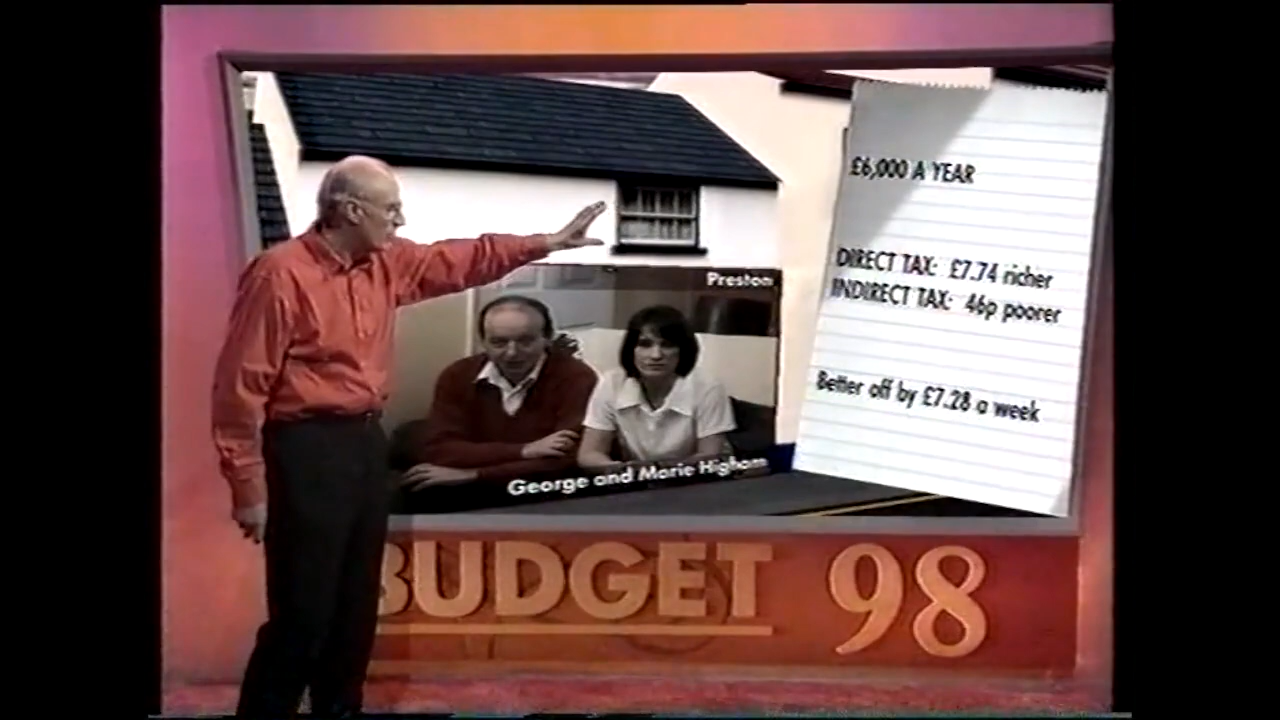 £6,000 A YEAR
DIRECT TAX: £7.74 richer
INDIRECT TAX: 46p poorer
Better off by £7.28 a week
Preston
George and Marie Higham
BUDGET 98